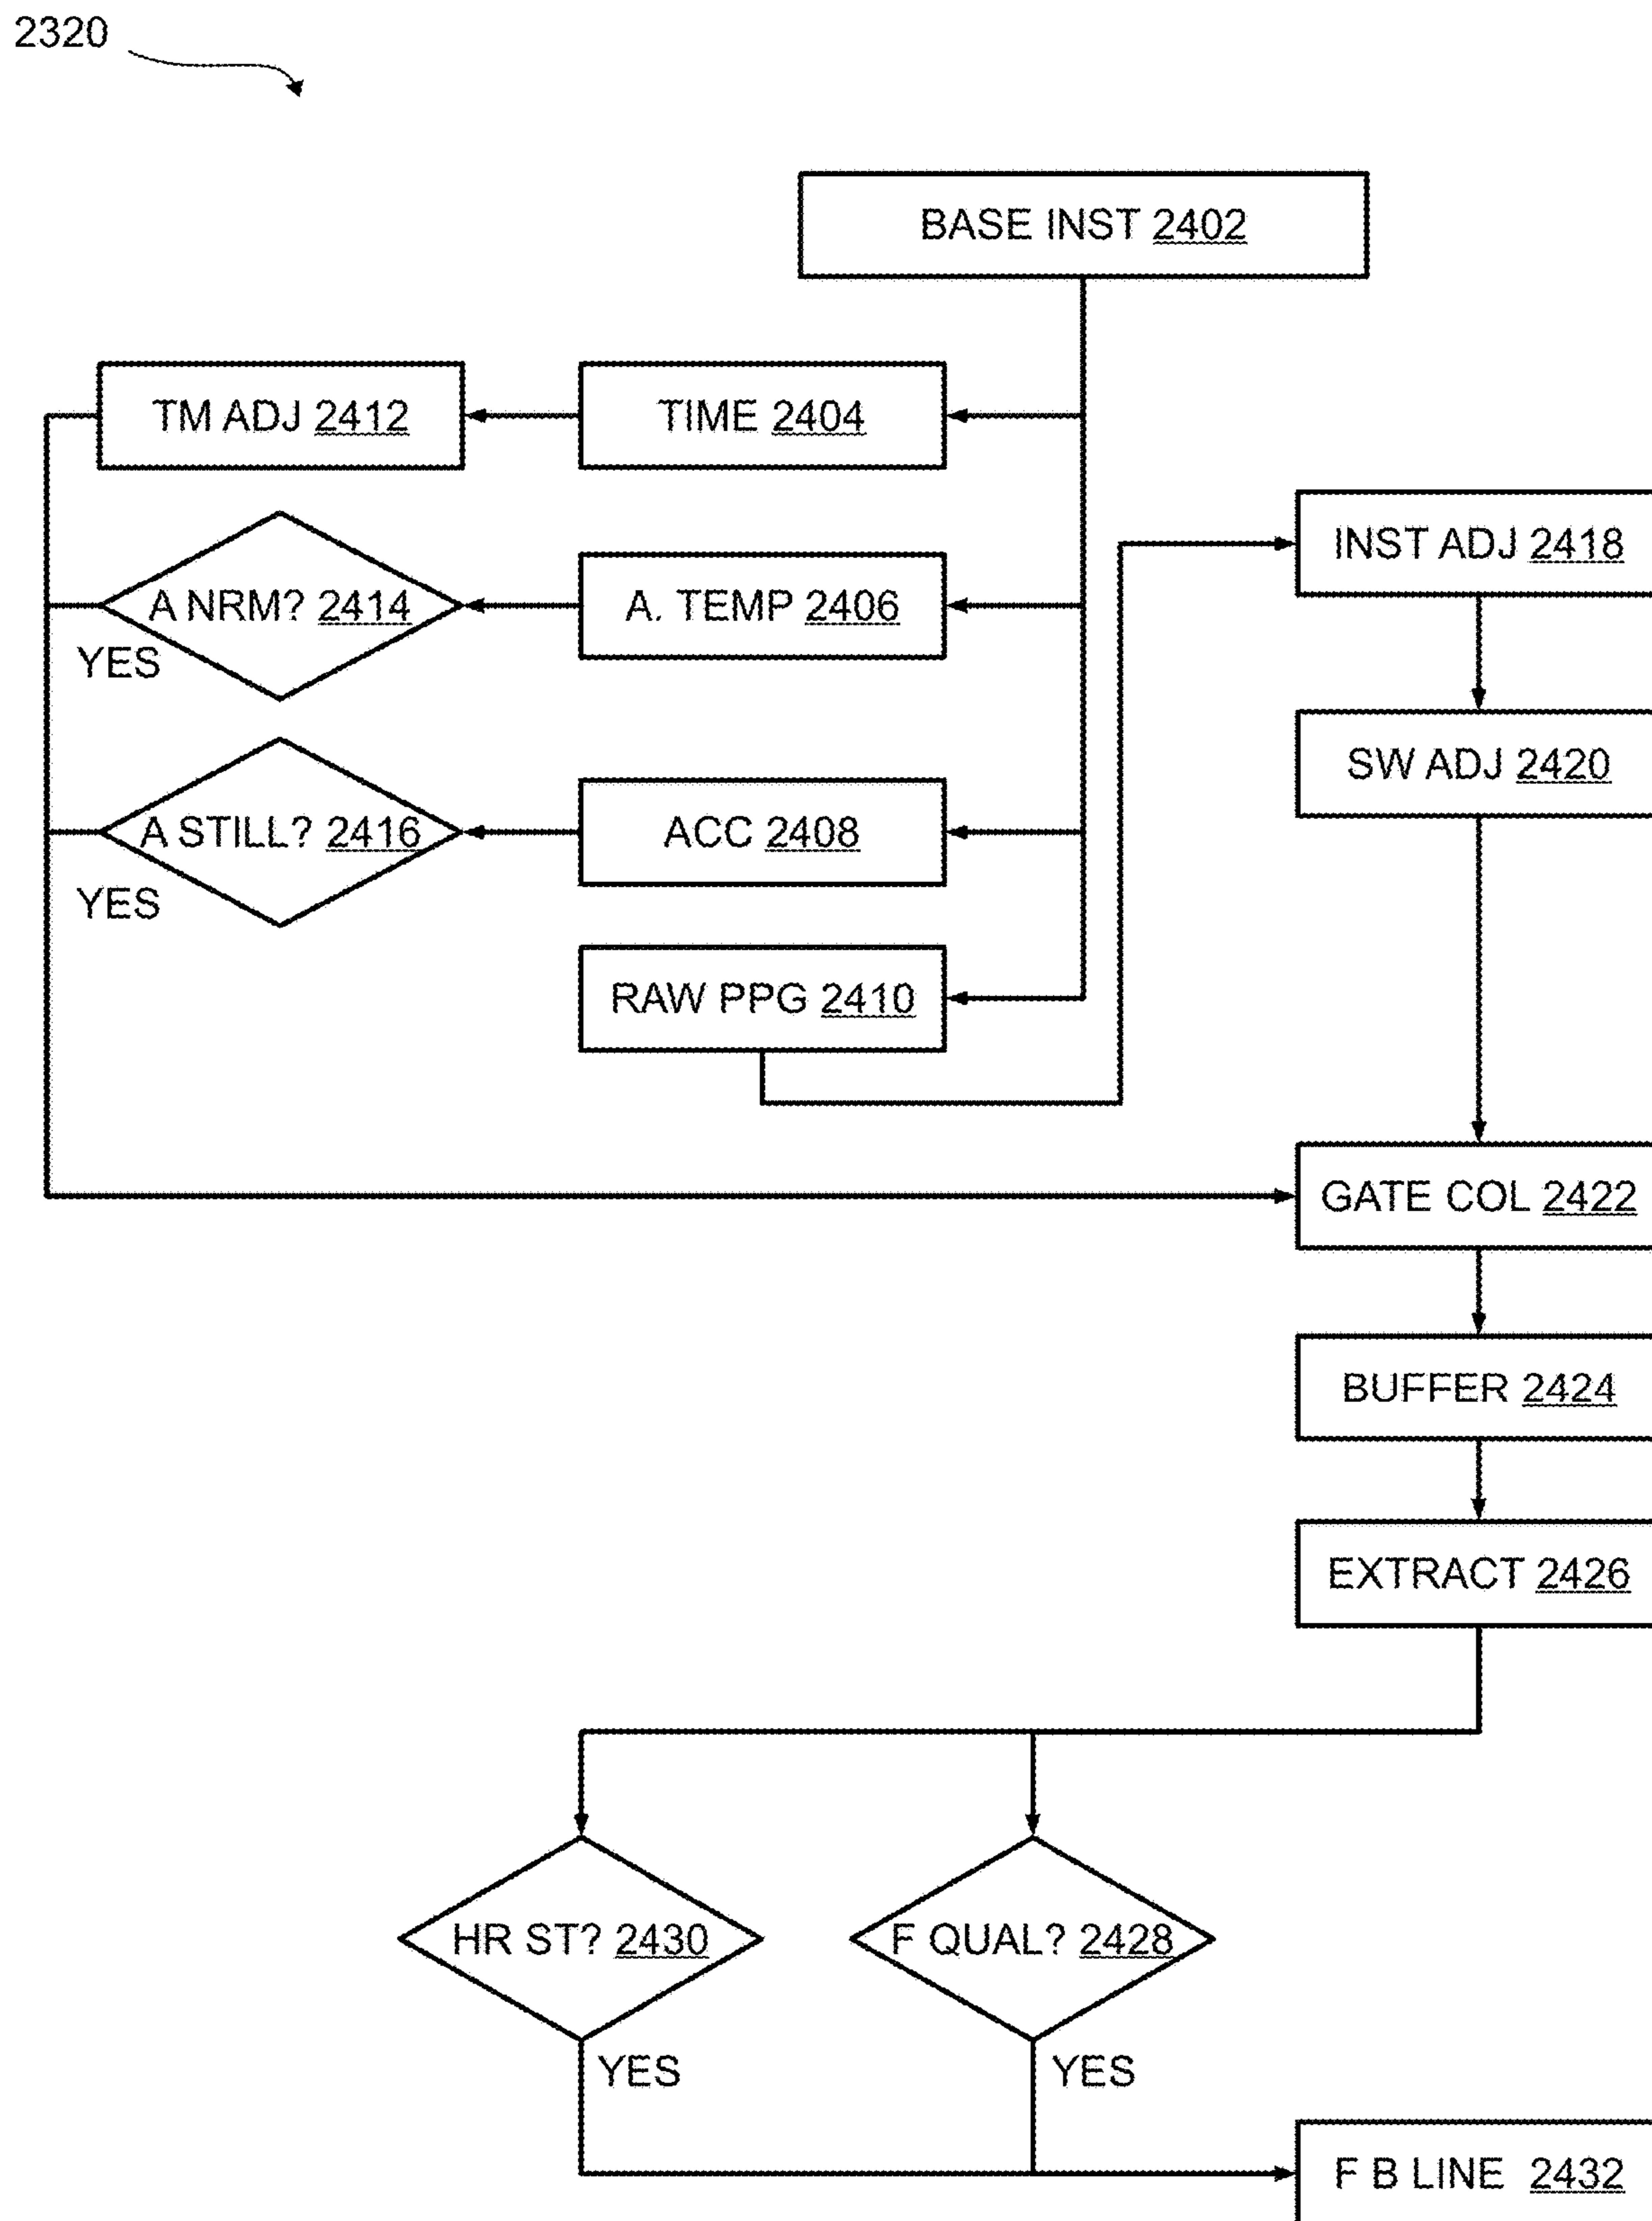 2320
BASE INST 2402
TM ADJ 2412
TIME 2404
INST ADJ 2418
A NRM? 2414
A. TEMP 2406
YES
SW ADJ 2420
A STILL? 2416
ACC 2408
YES
RAW PPG 2410
GATE COL 2422
BUFFER 2424
EXTRACT 2426
HR ST? 2430
F QUAL? 2428
YES
YES
F B LINE 2432